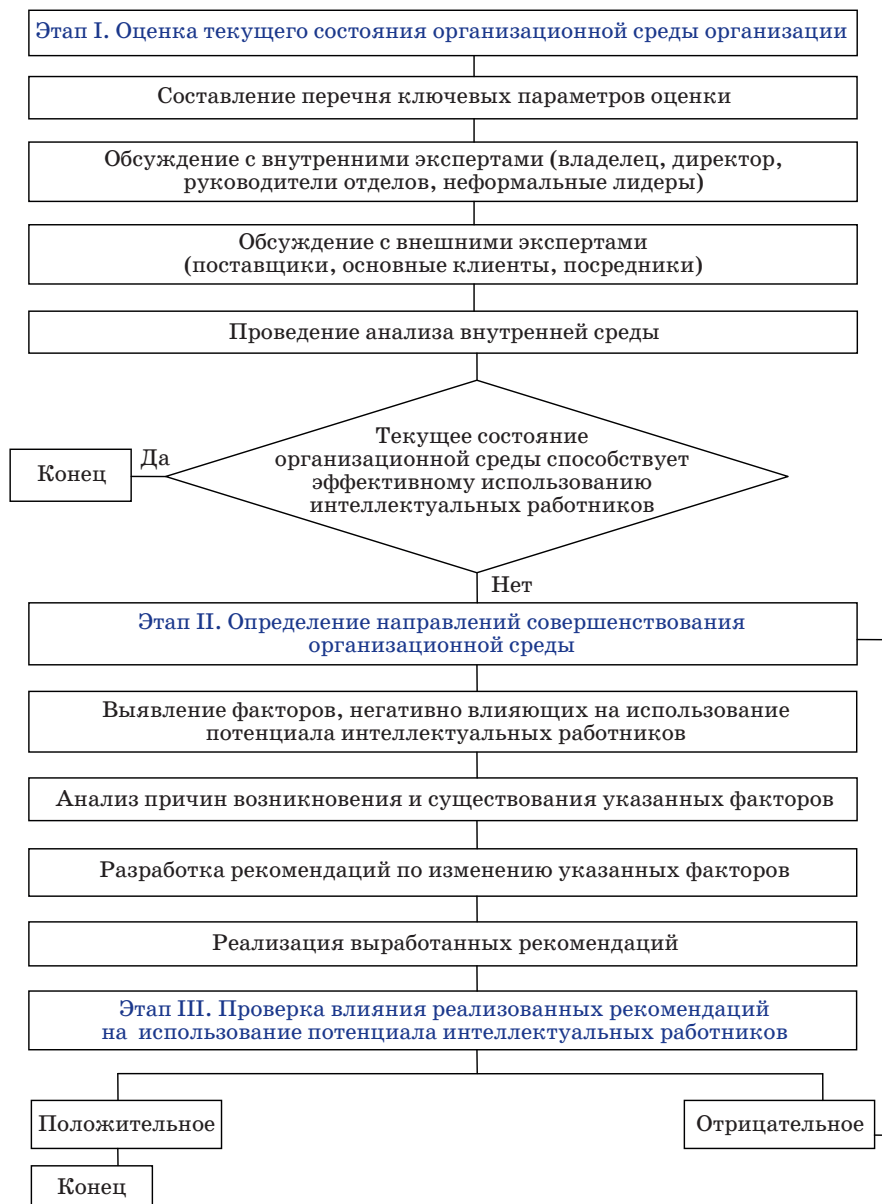 Этап I. Оценка текущего состояния организационной среды организации
Составление перечня ключевых параметров оценки
Обсуждение с внутренними экспертами (владелец, директор,
руководители отделов, неформальные лидеры)
Обсуждение с внешними экспертами
(поставщики, основные клиенты, посредники)
Проведение анализа внутренней среды
Текущее состояние
организационной среды способствует
эффективному использованию
интеллектуальных работников
Да
Конец
Нет
Этап II. Определение направлений совершенствования
организационной среды
Выявление факторов, негативно влияющих на использование
потенциала интеллектуальных работников
Анализ причин возникновения и существования указанных факторов
Разработка рекомендаций по изменению указанных факторов
Реализация выработанных рекомендаций
Этап III. Проверка влияния реализованных рекомендаций
на использование потенциала интеллектуальных работников
Положительное
Отрицательное
Конец